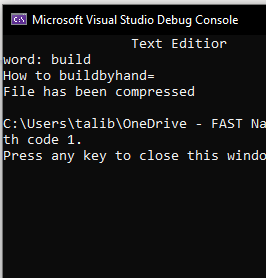 Microsoft Visual Studio Debug Console
Text Edition
word: build
How to buildbyhand=
File has been compressed
C:\Users\talib\OneDrive - FAST Na
th code 1.
Press any key to close this windo